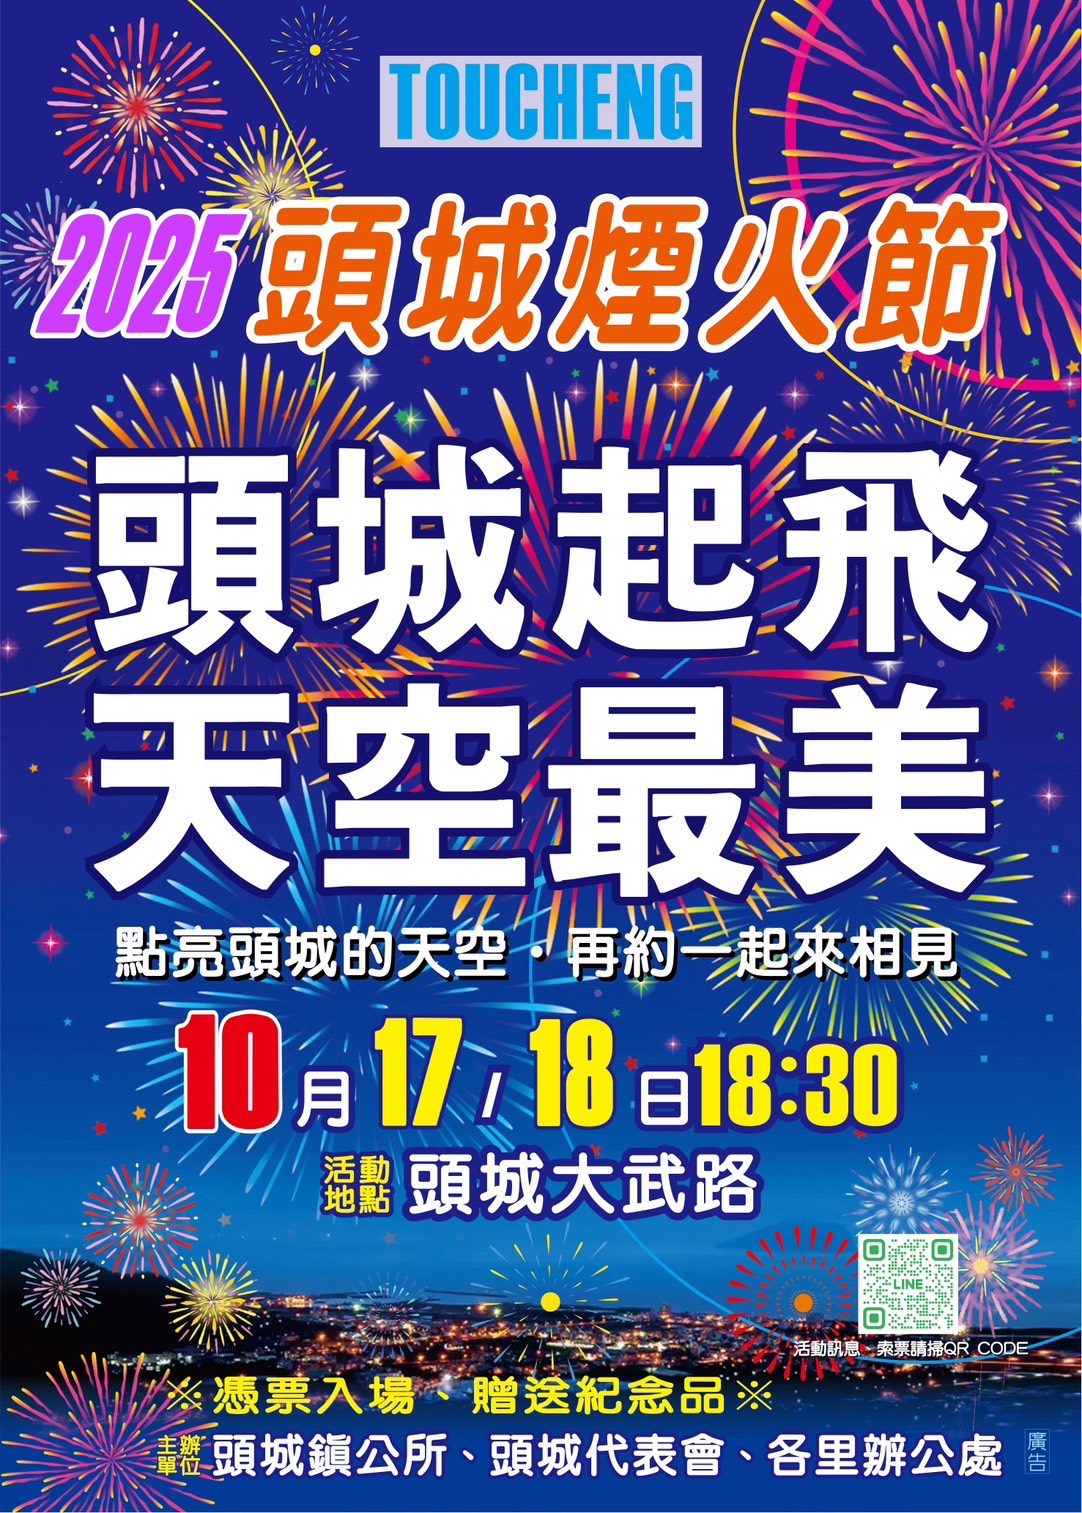 TOUCHENG
2025頭城煙火節
頭城起飛
天空最美
點亮頭城的天空·再約一起來相見
10月17/18日18:30
活動地點 頭城大武路
LINE
活動訊息、索票請掃QR CODE
※憑票入場、贈送紀念品※
主辦單位 頭城鎮公所、頭城代表會、各里辦公處
廣告